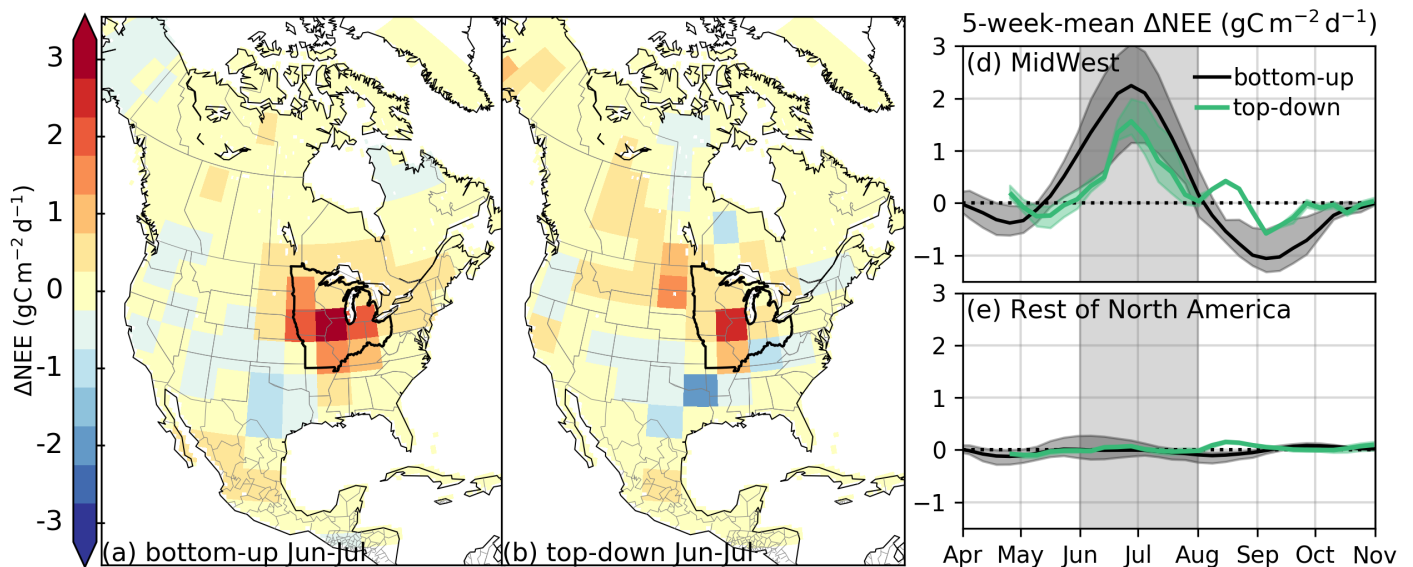 ΔNEE (gC m⁻² d⁻¹)
3
2
1
0
-1
-2
-3
(a) bottom-up Jun-Jul
(b) top-down Jun-Jul
5-week-mean ΔNEE (gC m⁻² d⁻¹)
(d) MidWest
bottom-up
top-down
3
2
1
0
−1
(e) Rest of North America
3
2
1
0
−1
Apr May Jun Jul Aug Sep Oct Nov